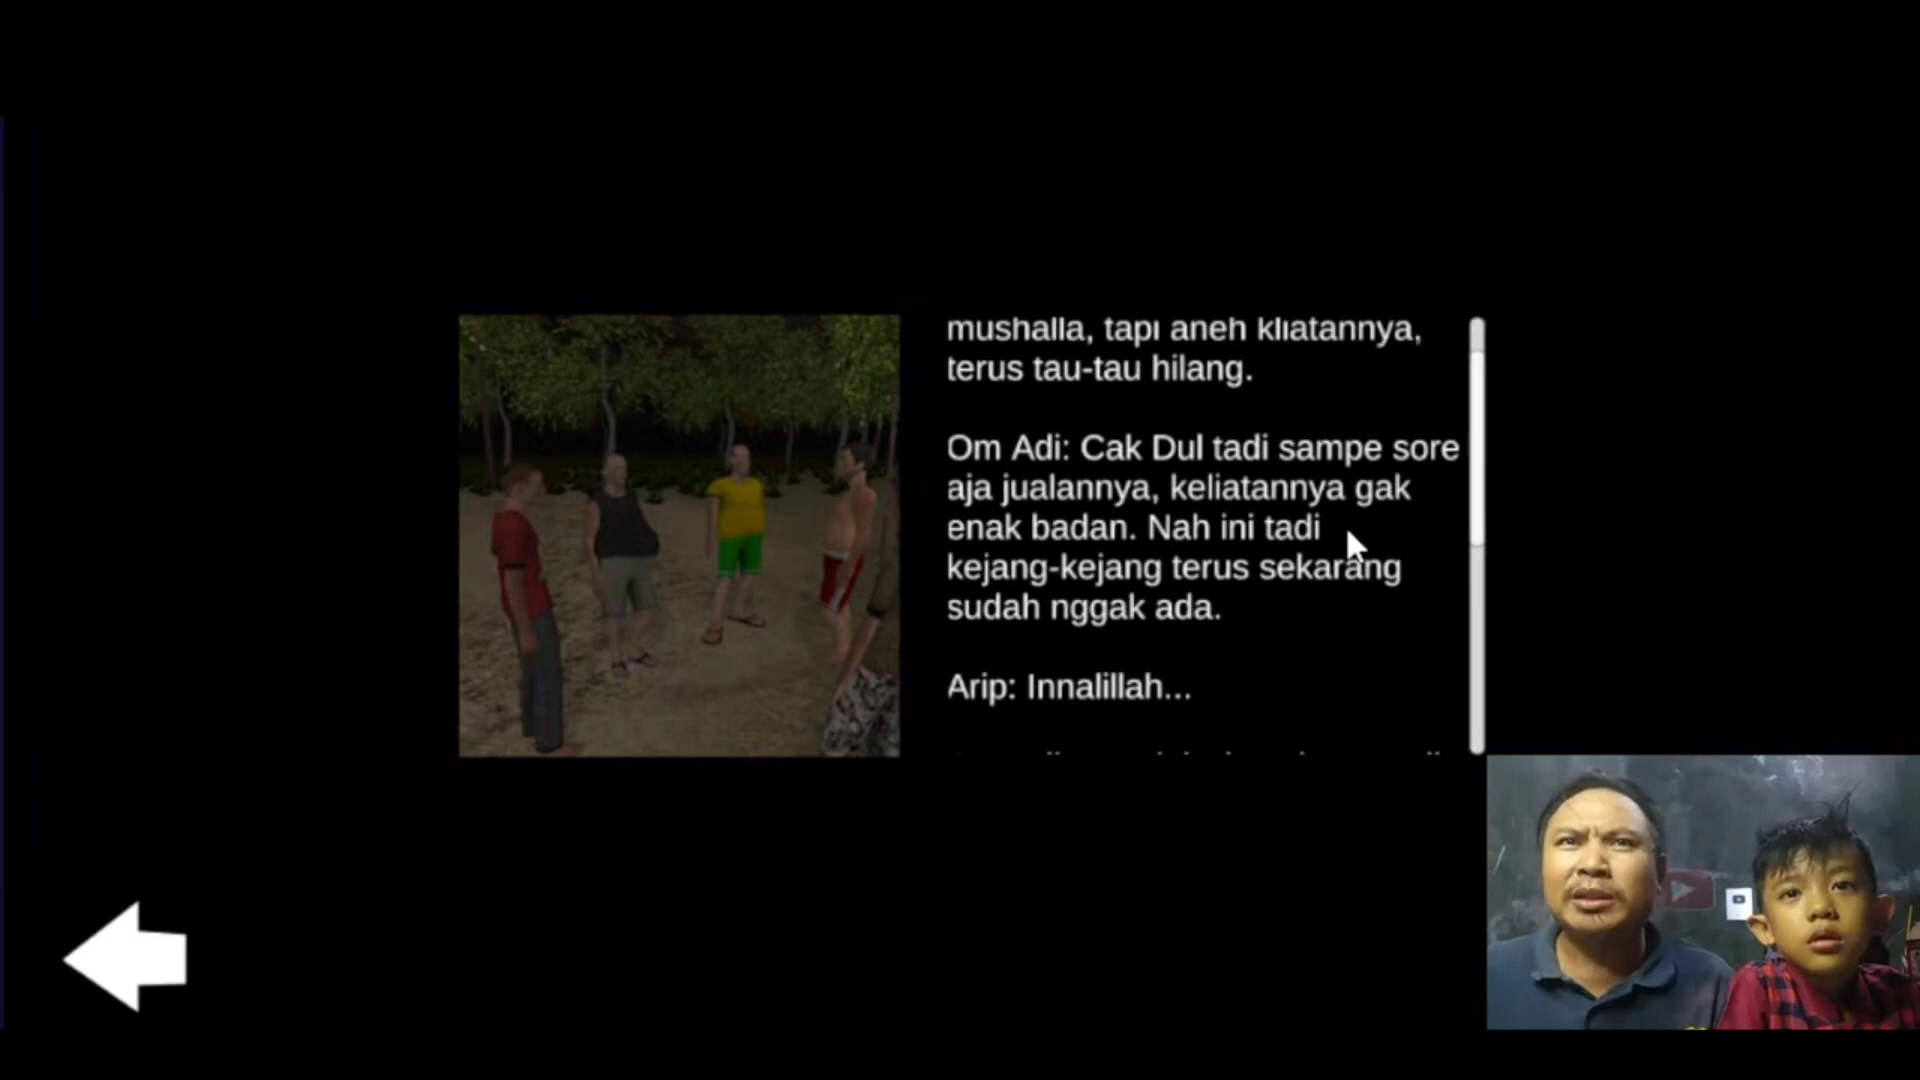 mushalla, tapi aneh kliatannya,
terus tau-tau hilang.
Om Adi: Cak Dul tadi sampe sore
aja jualannya, keliatannya gak
enak badan. Nah ini tadi
kejang-kejang terus sekarang
sudah nggak ada.
Arip: Innalillah...